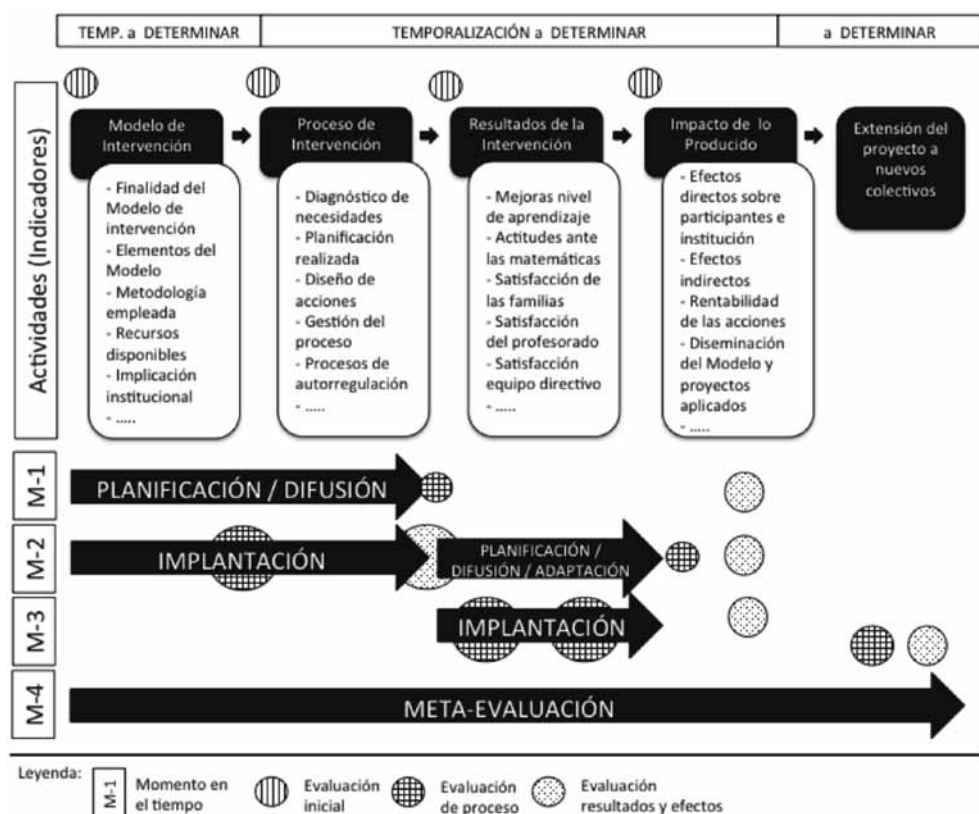 TEMP. a DETERMINAR
TEMPORALIZACIÓN a DETERMINAR
a DETERMINAR
Actividades (Indicadores)
Modelo de
Intervención
- Finalidad del
Modelo de
intervención
- Elementos del
Modelo
- Metodología
empleada
- Recursos
disponibles
- Implicación
institucional
- .....
Proceso de
Intervención
- Diagnóstico de
necesidades
- Planificación
realizada
- Diseño de
acciones
- Gestión del
proceso
- Procesos de
autorregulación
- .....
Resultados de la
Intervención
- Mejoras nivel
de aprendizaje
- Actitudes ante
las matemáticas
- Satisfacción de
las familias
- Satisfacción
del profesorado
- Satisfacción
equipo directivo
- .....
Impacto de lo
Producido
- Efectos
directos sobre
participantes e
institución
- Efectos
indirectos
- Rentabilidad
de las acciones
- Diseminación
del Modelo y
proyectos
aplicados
- .....
Extensión del
proyecto a
nuevos
colectivos
M-1
PLANIFICACIÓN / DIFUSIÓN
M-2
IMPLANTACIÓN
PLANIFICACIÓN /
DIFUSIÓN / ADAPTACIÓN
M-3
IMPLANTACIÓN
M-4
META-EVALUACIÓN
Leyenda:
M-1
Momento en
el tiempo
Evaluación
inicial
Evaluación
de proceso
Evaluación
resultados y efectos